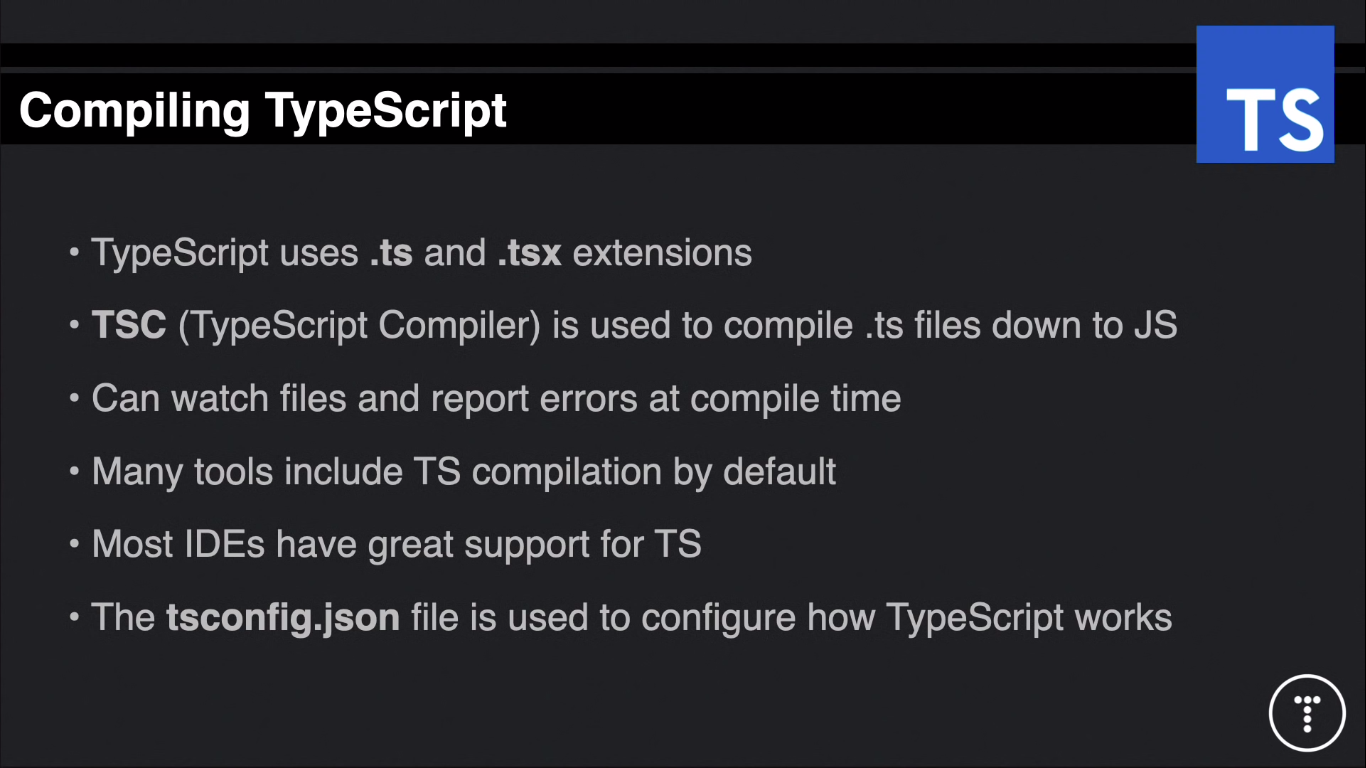 TS
Compiling TypeScript
• TypeScript uses .ts and .tsx extensions
• TSC (TypeScript Compiler) is used to compile .ts files down to JS
• Can watch files and report errors at compile time
• Many tools include TS compilation by default
• Most IDEs have great support for TS
• The tsconfig.json file is used to configure how TypeScript works
T